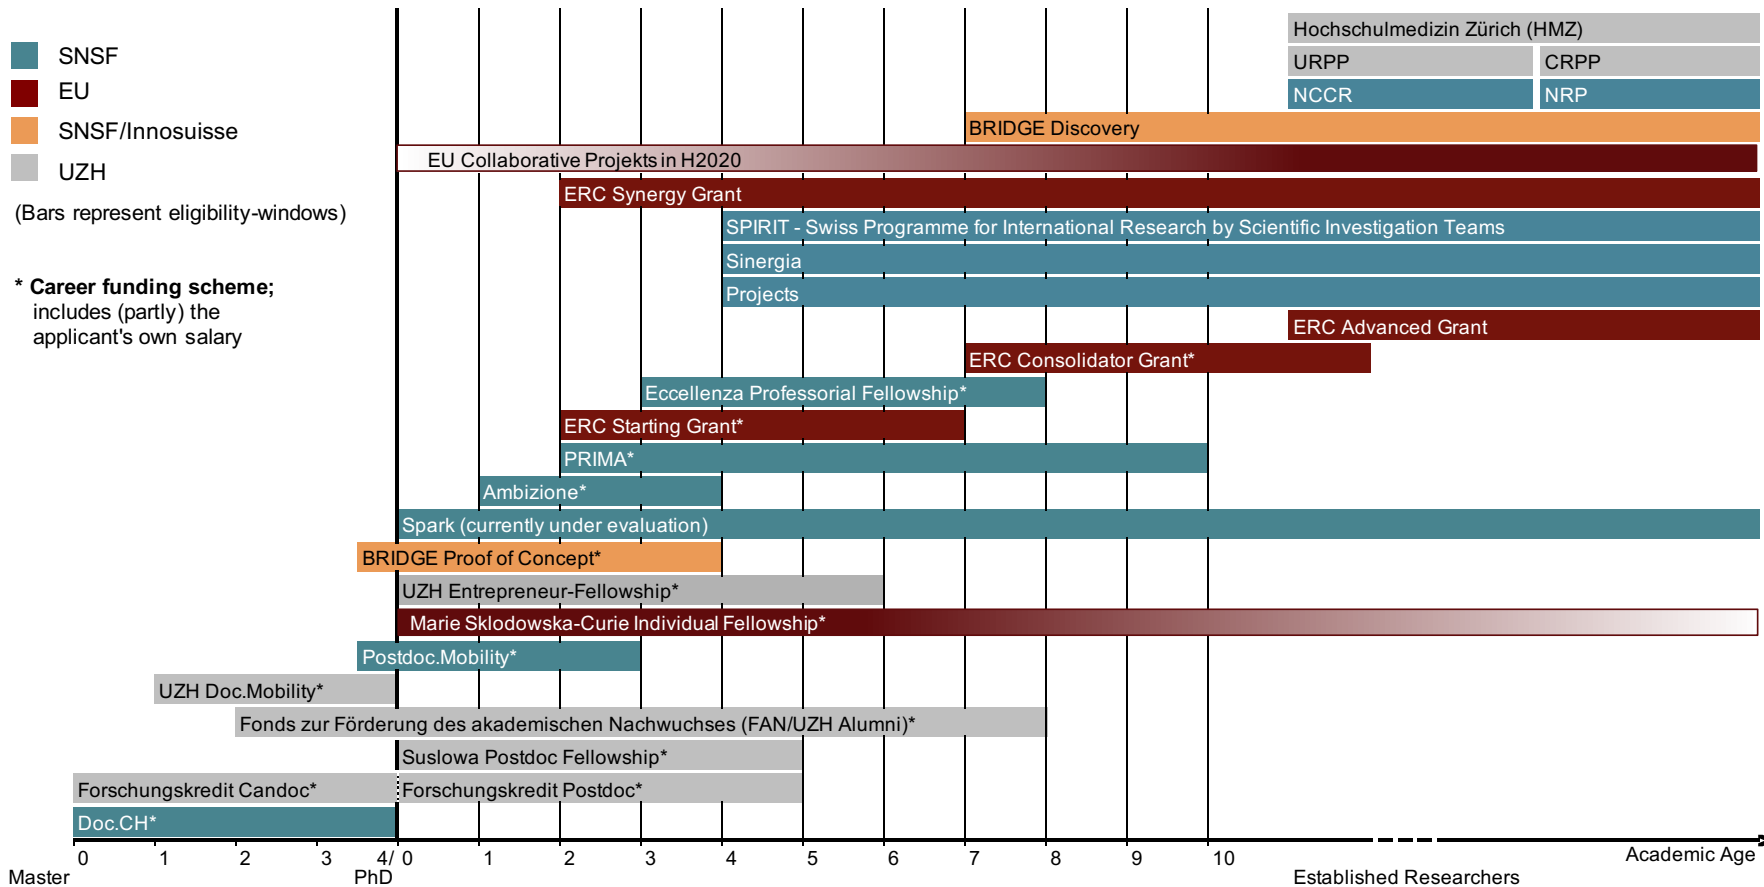 SNSF
EU
SNSF/Innosuisse
UZH
(Bars represent eligibility-windows)
* Career funding scheme;
includes (partly) the
applicant's own salary
Hochschulmedizin Zürich (HMZ)
URPP
CRPP
NCCR
NRP
BRIDGE Discovery
EU Collaborative Projekts in H2020
ERC Synergy Grant
SPIRIT - Swiss Programme for International Research by Scientific Investigation Teams
Sinergia
Projects
ERC Advanced Grant
ERC Consolidator Grant*
Eccellenza Professorial Fellowship*
ERC Starting Grant*
PRIMA*
Ambizione*
Spark (currently under evaluation)
BRIDGE Proof of Concept*
UZH Entrepreneur-Fellowship*
Marie Sklodowska-Curie Individual Fellowship*
Postdoc.Mobility*
UZH Doc.Mobility*
Fonds zur Förderung des akademischen Nachwuchses (FAN/UZH Alumni)*
Suslowa Postdoc Fellowship*
Forschungskredit Candoc*
Forschungskredit Postdoc*
Doc.CH*
0 1 2 3 4/ 0 1 2 3 4 5 6 7 8 9 10 Academic Age
Master PhD Established Researchers